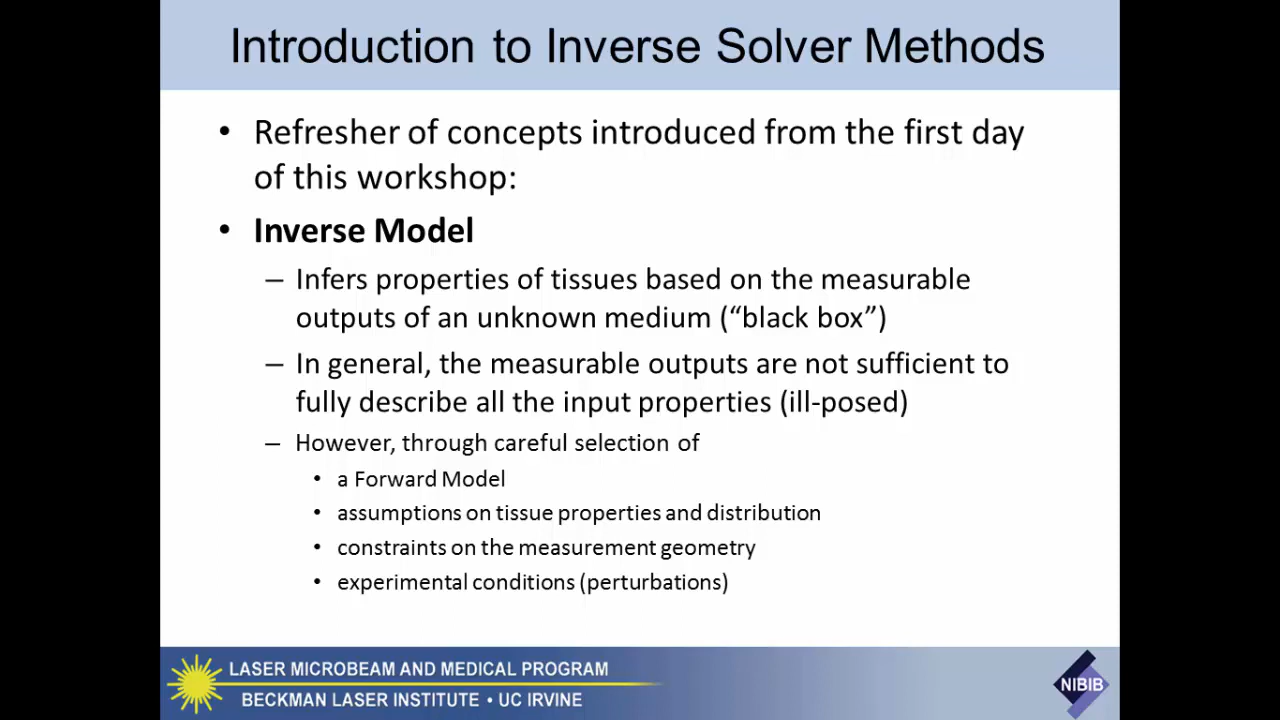 Introduction to Inverse Solver Methods
• Refresher of concepts introduced from the first day
of this workshop:
• Inverse Model
– Infers properties of tissues based on the measurable
outputs of an unknown medium (“black box”)
– In general, the measurable outputs are not sufficient to
fully describe all the input properties (ill-posed)
– However, through careful selection of
• a Forward Model
• assumptions on tissue properties and distribution
• constraints on the measurement geometry
• experimental conditions (perturbations)
LASER MICROBEAM AND MEDICAL PROGRAM
BECKMAN LASER INSTITUTE • UC IRVINE
NIBIB